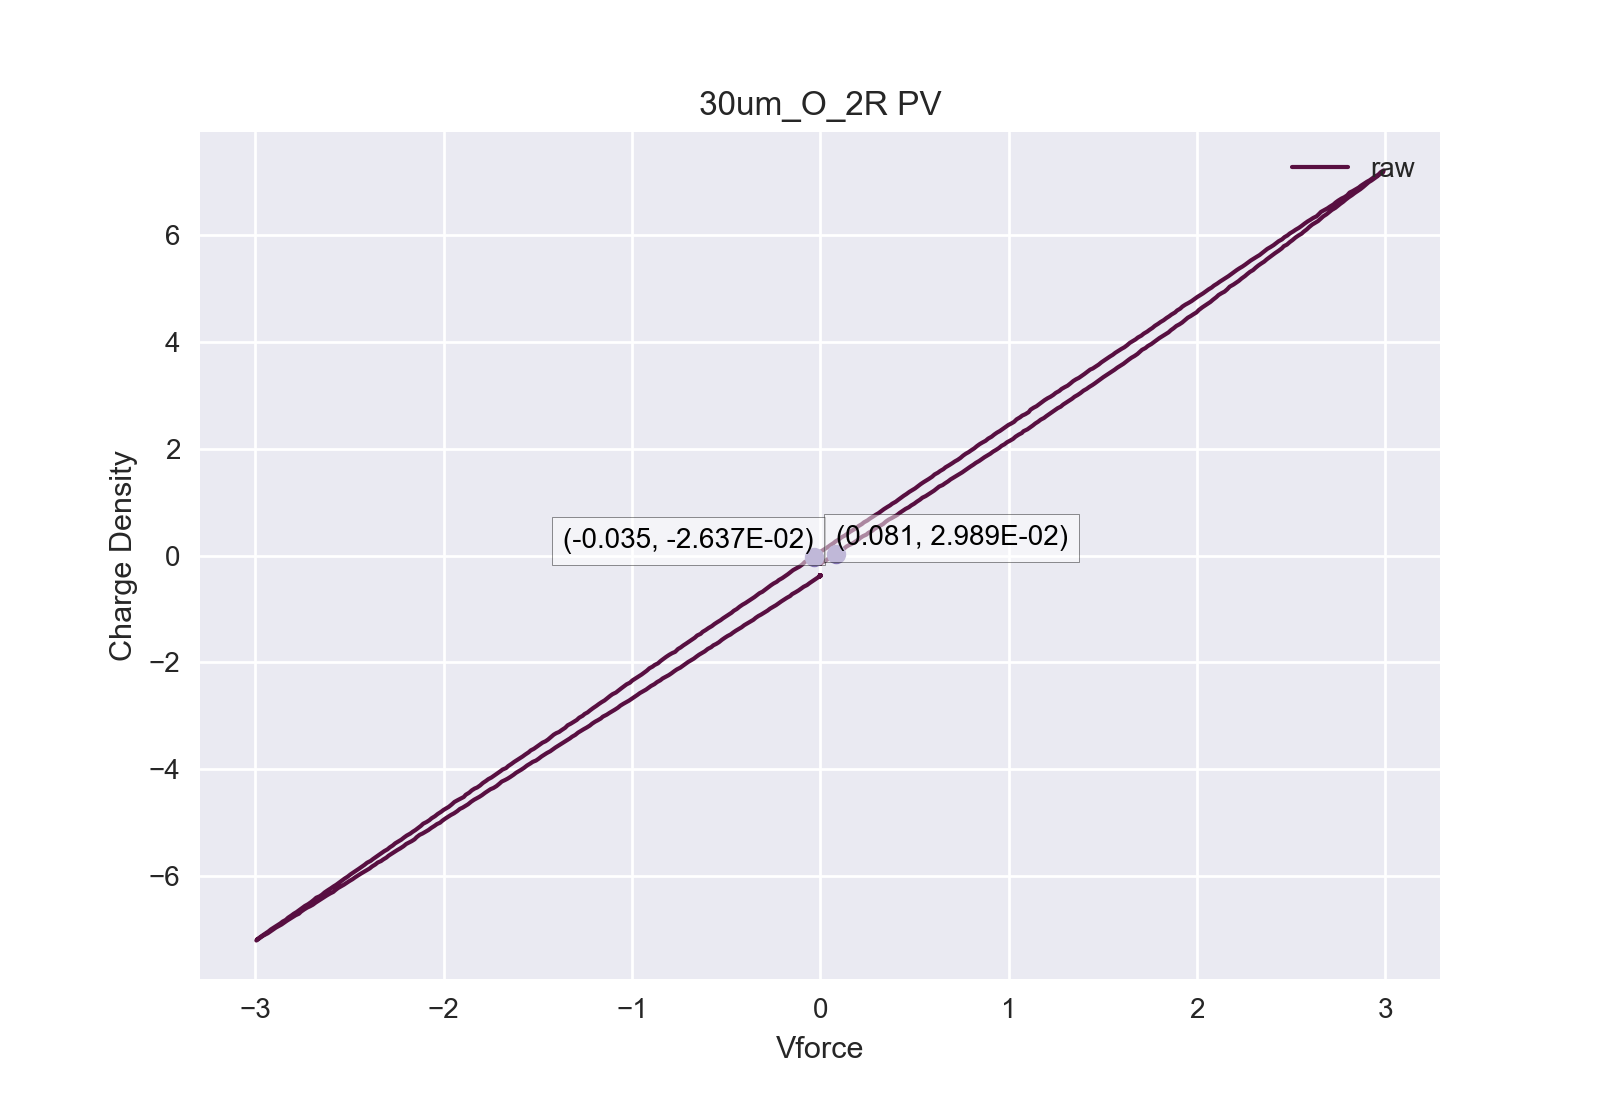 30um_O_2R PV
raw
6
4
2
0
−2
−4
−6
Charge Density
(-0.035, -2.637E-02)
(0.081, 2.989E-02)
−3
−2
−1
0
1
2
3
Vforce